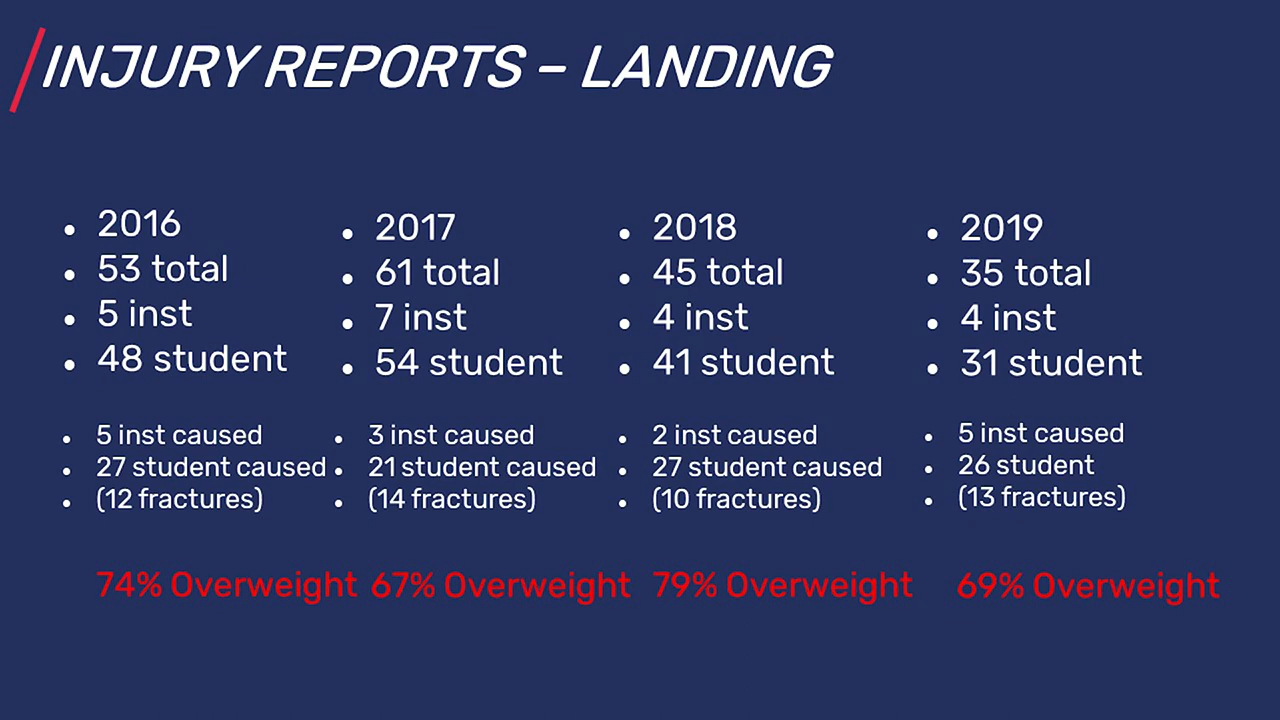 INJURY REPORTS – LANDING
• 2016
• 53 total
• 5 inst
• 48 student
• 5 inst caused
• 27 student caused
• (12 fractures)
74% Overweight
• 2017
• 61 total
• 7 inst
• 54 student
• 3 inst caused
• 21 student caused
• (14 fractures)
67% Overweight
• 2018
• 45 total
• 4 inst
• 41 student
• 2 inst caused
• 27 student caused
• (10 fractures)
79% Overweight
• 2019
• 35 total
• 4 inst
• 31 student
• 5 inst caused
• 26 student
• (13 fractures)
69% Overweight